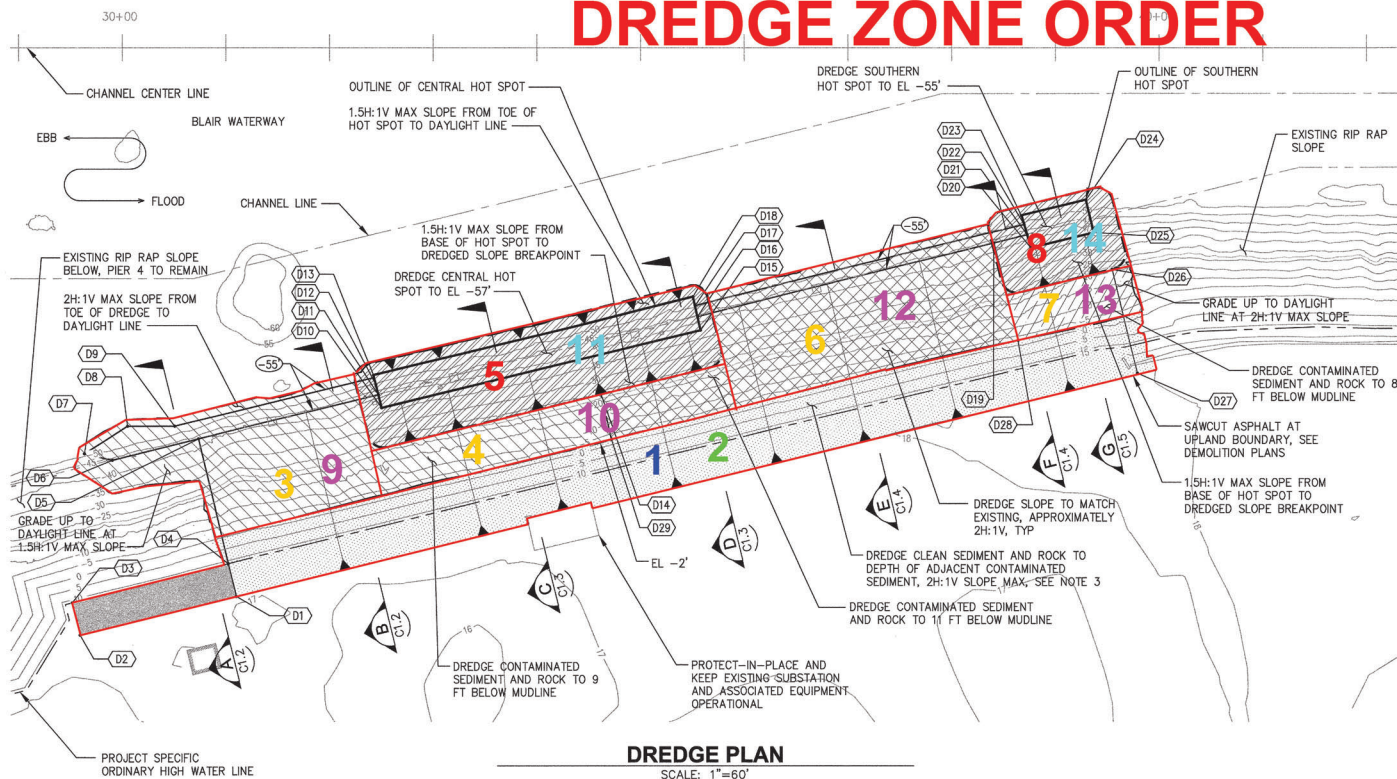 DREDGE ZONE ORDER
30+00
CHANNEL CENTER LINE
BLAIR WATERWAY
EBB
FLOOD
CHANNEL LINE
OUTLINE OF CENTRAL HOT SPOT
1.5H:1V MAX SLOPE FROM TOE OF
HOT SPOT TO DAYLIGHT LINE
DREDGE SOUTHERN
HOT SPOT TO EL -55'
OUTLINE OF SOUTHERN
HOT SPOT
EXISTING RIP RAP
SLOPE
D23
D22
D21
D20
D24
D25
D26
EXISTING RIP RAP SLOPE
BELOW, PIER 4 TO REMAIN
2H:1V MAX SLOPE FROM
TOE OF DREDGE TO
DAYLIGHT LINE
1.5H:1V MAX SLOPE FROM
BASE OF HOT SPOT TO
DREDGED SLOPE BREAKPOINT
DREDGE CENTRAL HOT
SPOT TO EL -57'
D13
D12
D11
D10
D18
D17
D16
D15
-55'
-55'
D9
D8
D7
D6
D5
D4
D3
D2
D1
GRADE UP TO
DAYLIGHT LINE AT
1.5H:1V MAX SLOPE
GRADE UP TO DAYLIGHT
LINE AT 2H:1V MAX SLOPE
DREDGE CONTAMINATED
SEDIMENT AND ROCK TO 8
FT BELOW MUDLINE
D27
D19
D28
SAWCUT ASPHALT AT
UPLAND BOUNDARY, SEE
DEMOLITION PLANS
1.5H:1V MAX SLOPE FROM
BASE OF HOT SPOT TO
DREDGED SLOPE BREAKPOINT
8
14
7
13
12
6
11
5
10
4
9
3
1
2
D14
D29
EL -2'
DREDGE SLOPE TO MATCH
EXISTING, APPROXIMATELY
2H:1V, TYP
DREDGE CLEAN SEDIMENT AND ROCK TO
DEPTH OF ADJACENT CONTAMINATED
SEDIMENT, 2H:1V SLOPE MAX, SEE NOTE 3
DREDGE CONTAMINATED SEDIMENT
AND ROCK TO 11 FT BELOW MUDLINE
A
C1.2
B
C1.2
C
C1.3
D
C1.3
E
C1.4
F
C1.4
G
C1.5
DREDGE CONTAMINATED
SEDIMENT AND ROCK TO 9
FT BELOW MUDLINE
PROTECT-IN-PLACE AND
KEEP EXISTING SUBSTATION
AND ASSOCIATED EQUIPMENT
OPERATIONAL
PROJECT SPECIFIC
ORDINARY HIGH WATER LINE
16
17
17
18
DREDGE PLAN
SCALE: 1"=60'